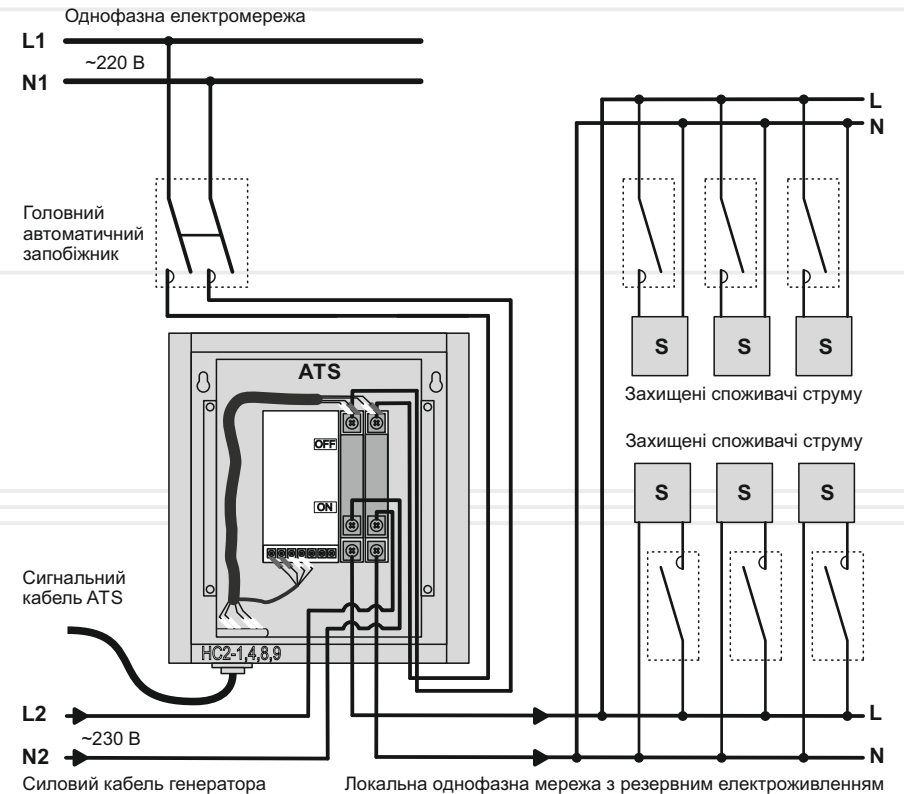 Однофазна електромережа
L1
~220 В
N1
L
N
Головний
автоматичний
запобіжник
S S S
ATS
Захищені споживачі струму
OFF
Захищені споживачі струму
S S S
ON
Сигнальний
кабель ATS
HC2-1,4,8,9
L2
L
~230 В
N2
N
Силовий кабель генератора
Локальна однофазна мережа з резервним електроживленням